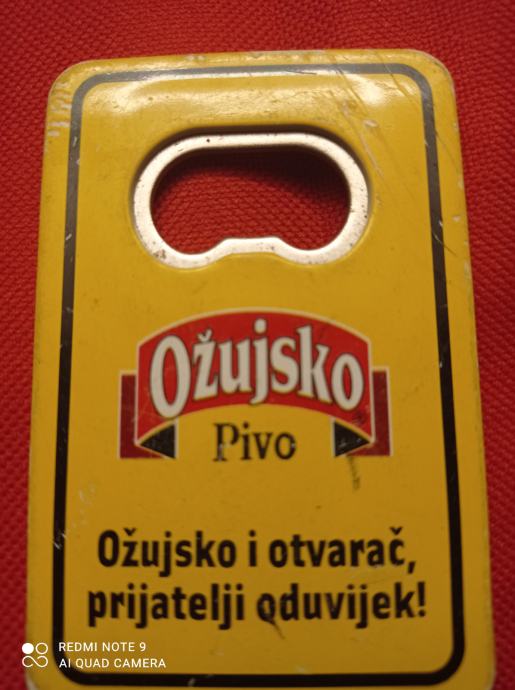 Ožujsko
Pivo
Ožujsko i otvarač,
prijatelji oduvijek!
REDMI NOTE 9
AI QUAD CAMERA